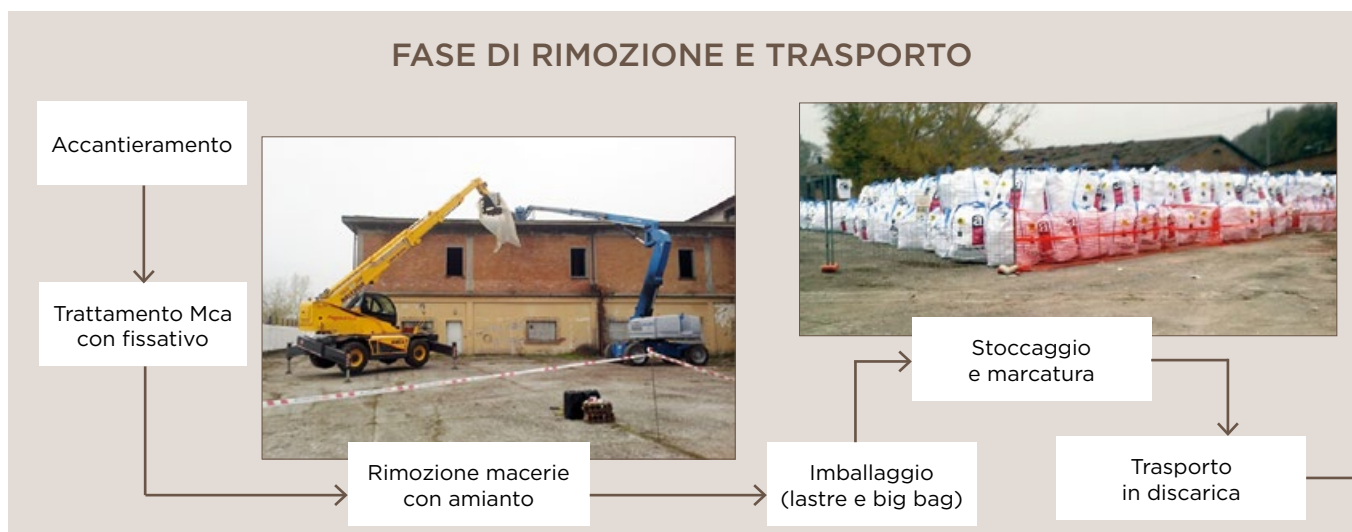 FASE DI RIMOZIONE E TRASPORTO
Accantieramento
Trattamento Mca
con fissativo
Rimozione macerie
con amianto
Imballaggio
(lastre e big bag)
Stoccaggio
e marcatura
Trasporto
in discarica